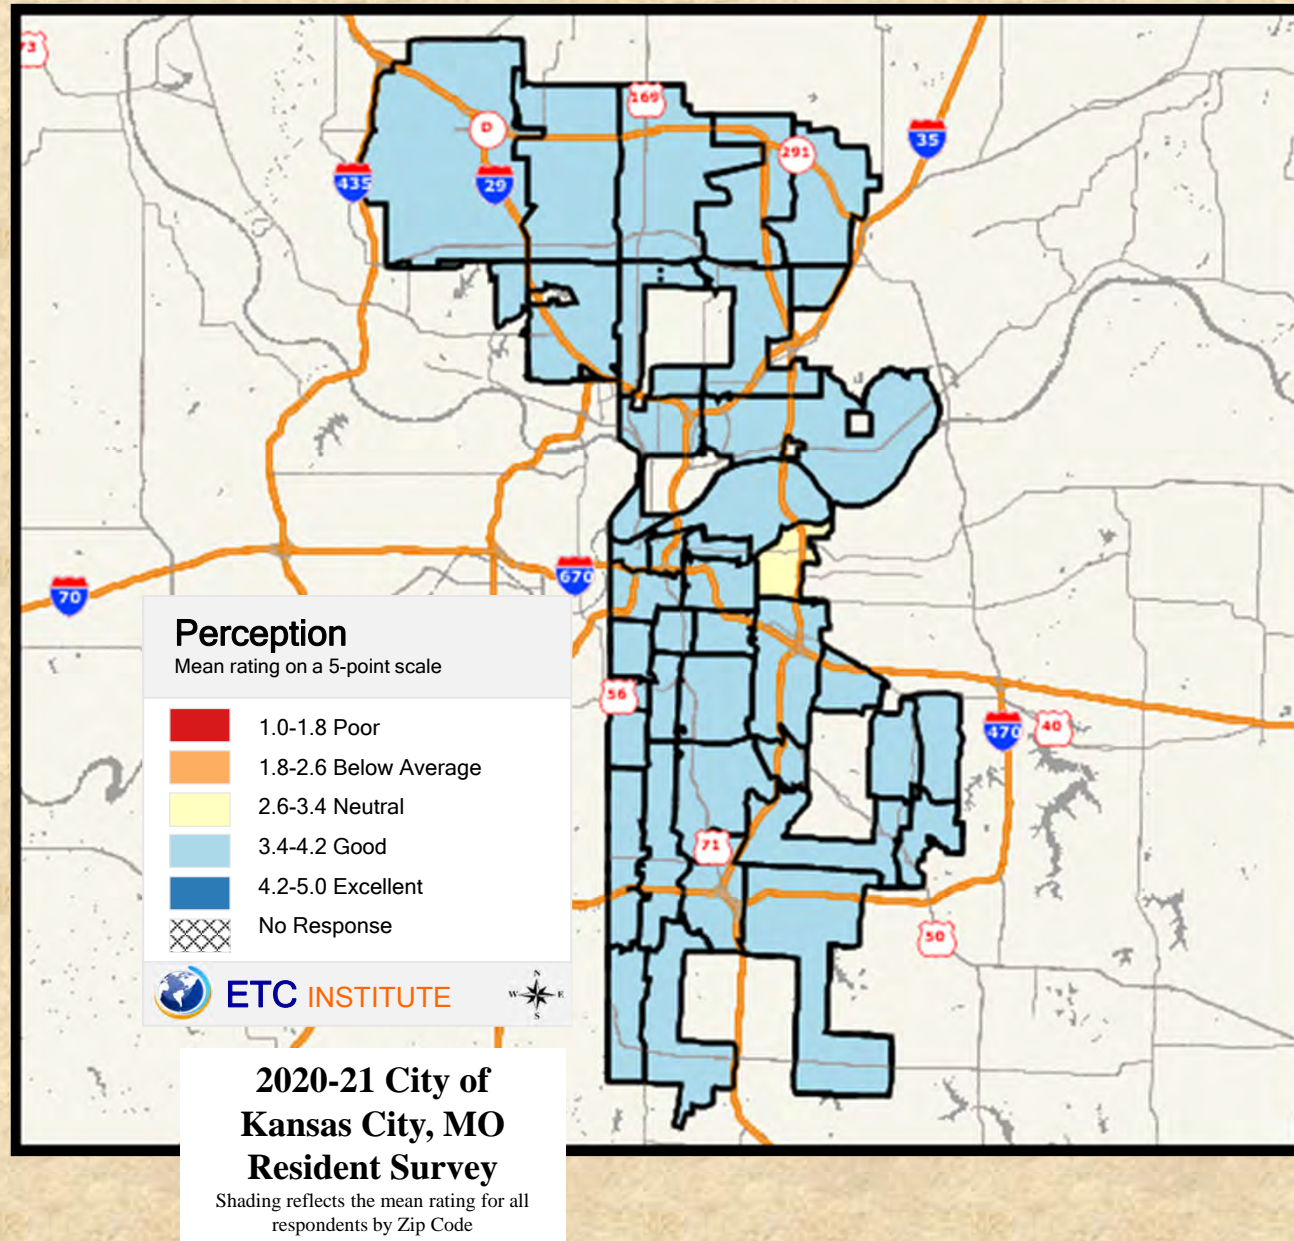 73
169
D
291
35
435
29
70
670
56
40
470
71
50
Perception
Mean rating on a 5-point scale
1.0-1.8 Poor
1.8-2.6 Below Average
2.6-3.4 Neutral
3.4-4.2 Good
4.2-5.0 Excellent
No Response
ETC INSTITUTE
N
W E
S
2020-21 City of
Kansas City, MO
Resident Survey
Shading reflects the mean rating for all
respondents by Zip Code